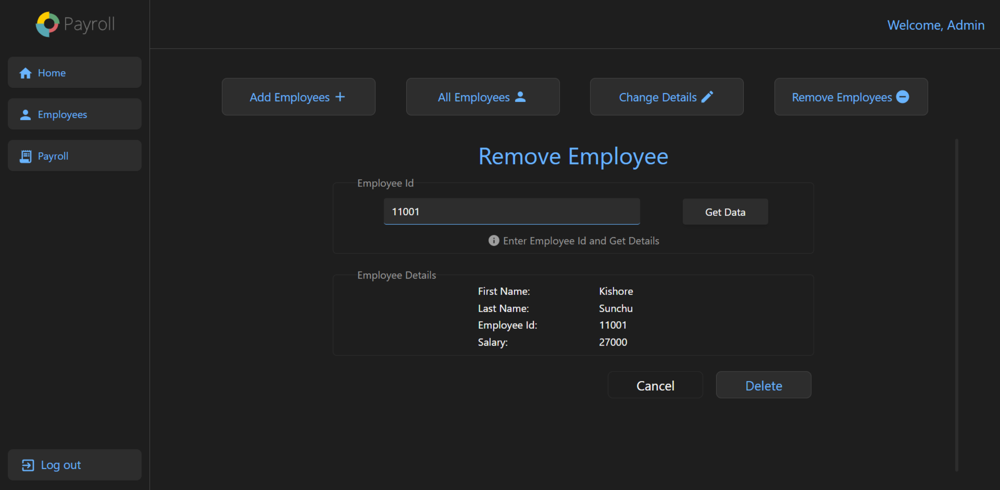 Payroll
Welcome, Admin
Home
Employees
Payroll
Log out
Add Employees
All Employees
Change Details
Remove Employees
Remove Employee
Employee Id
11001
Get Data
Enter Employee Id and Get Details
Employee Details
First Name: Kishore
Last Name: Sunchu
Employee Id: 11001
Salary: 27000
Cancel
Delete